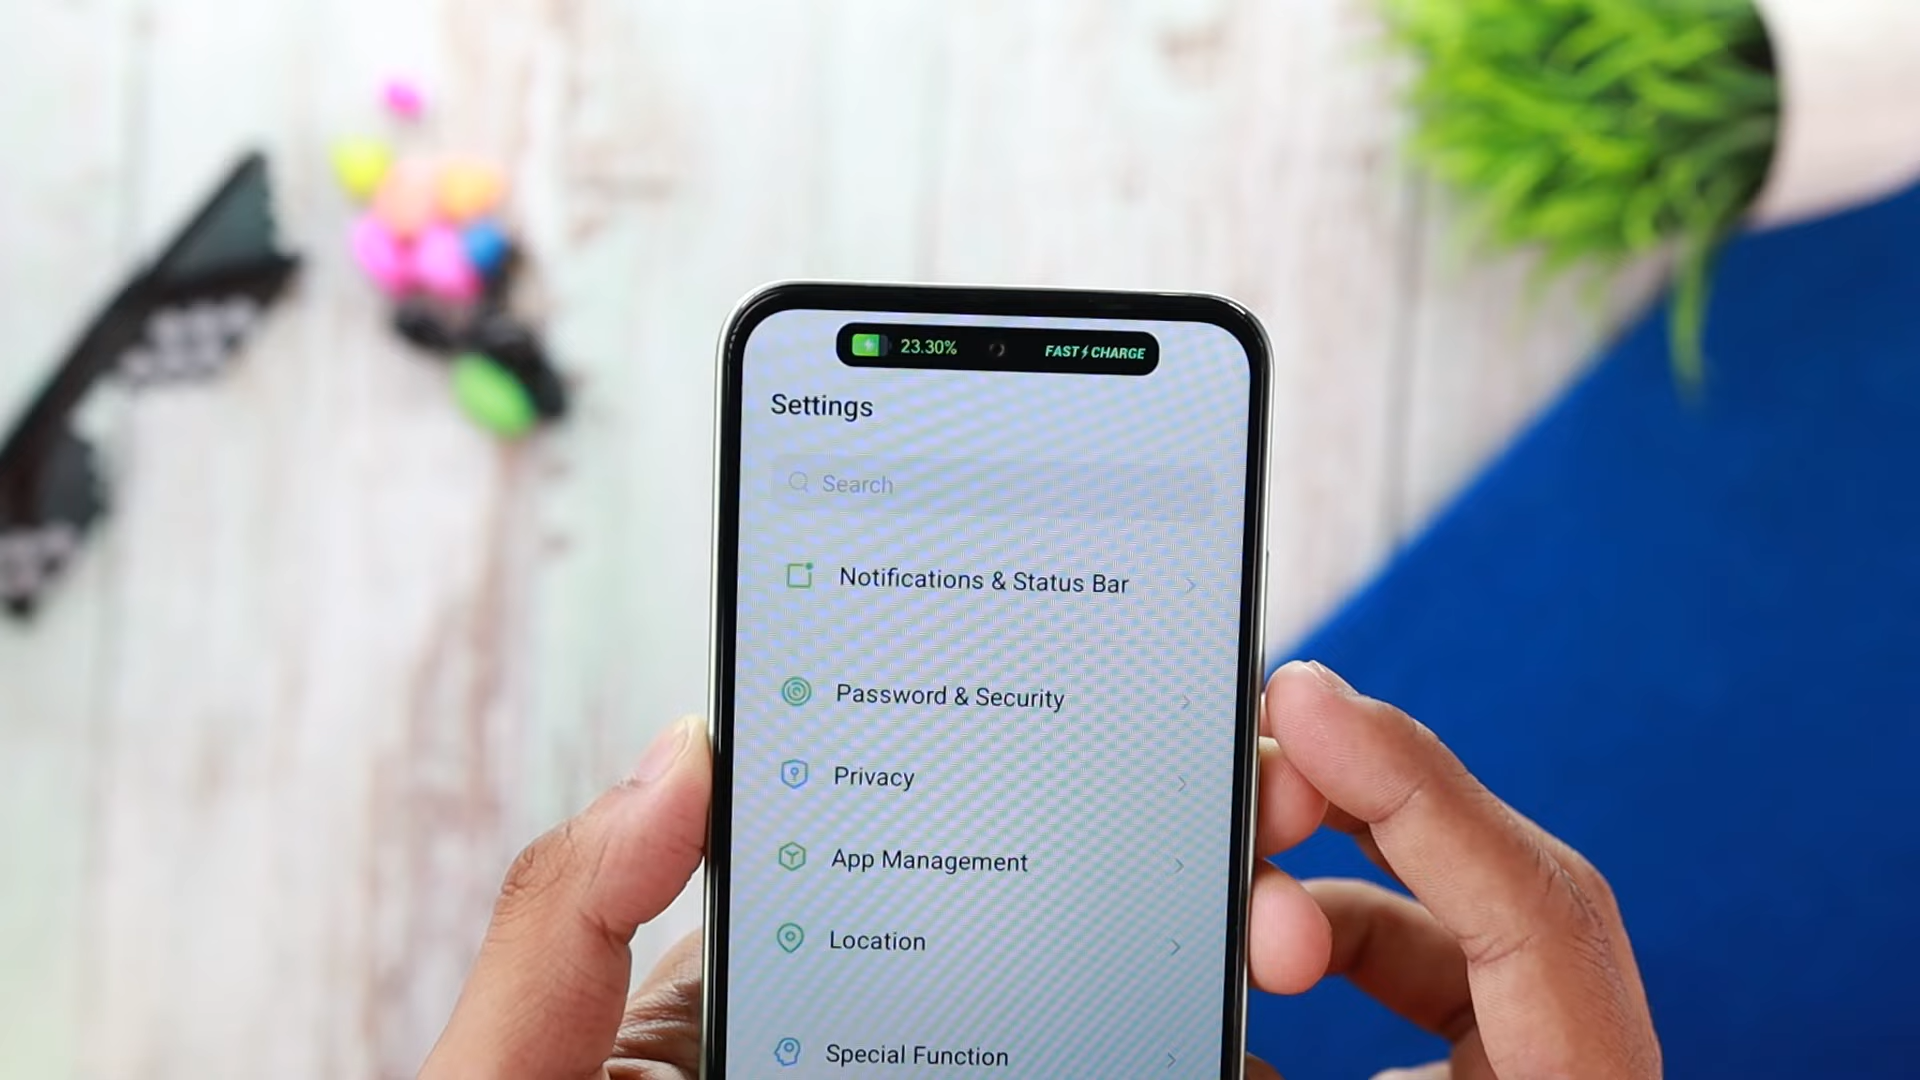 23.30% FAST CHARGE
Settings
Search
Notifications & Status Bar
Password & Security
Privacy
App Management
Location
Special Function